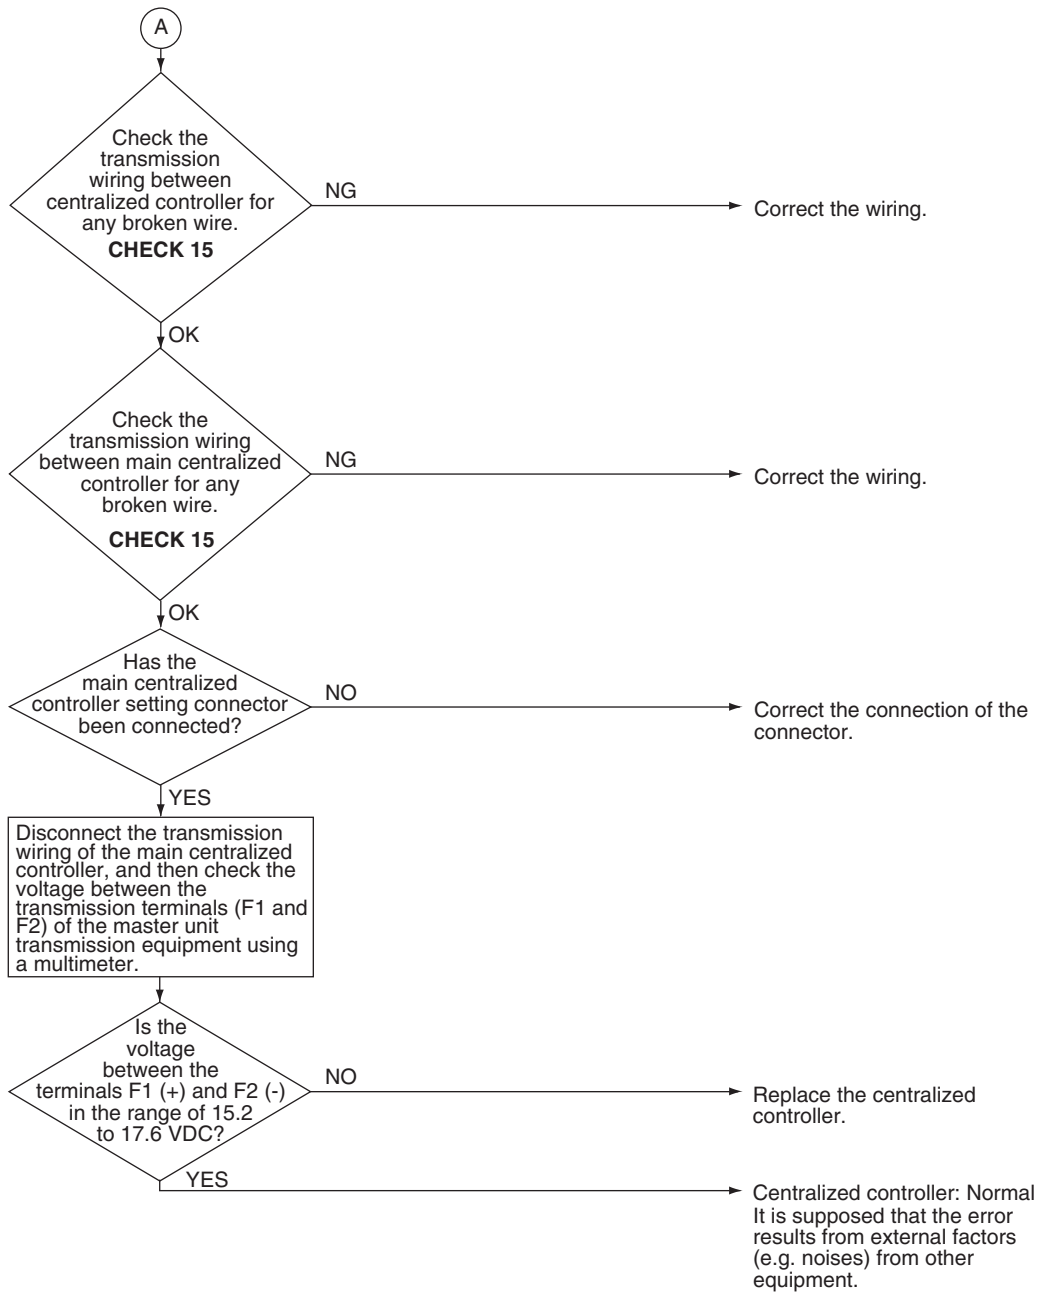 A
Check the
transmission
wiring between
centralized controller for
any broken wire.
CHECK 15
NG
Correct the wiring.
OK
Check the
transmission wiring
between main centralized
controller for any
broken wire.
CHECK 15
NG
Correct the wiring.
OK
Has the
main centralized
controller setting connector
been connected?
NO
Correct the connection of the
connector.
YES
Disconnect the transmission
wiring of the main centralized
controller, and then check the
voltage between the
transmission terminals (F1 and
F2) of the master unit
transmission equipment using
a multimeter.
Is the
voltage
between the
terminals F1 (+) and F2 (-)
in the range of 15.2
to 17.6 VDC?
NO
Replace the centralized
controller.
YES
Centralized controller: Normal
It is supposed that the error
results from external factors
(e.g. noises) from other
equipment.